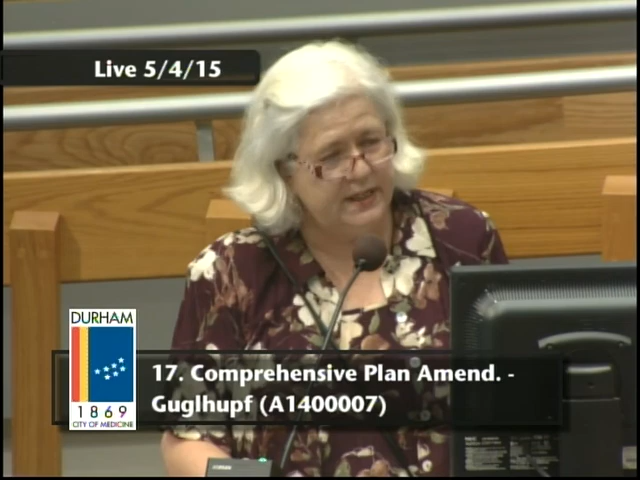 Live 5/4/15
DURHAM
1869
CITY OF MEDICINE
17. Comprehensive Plan Amend. -
Guglhupf (A1400007)